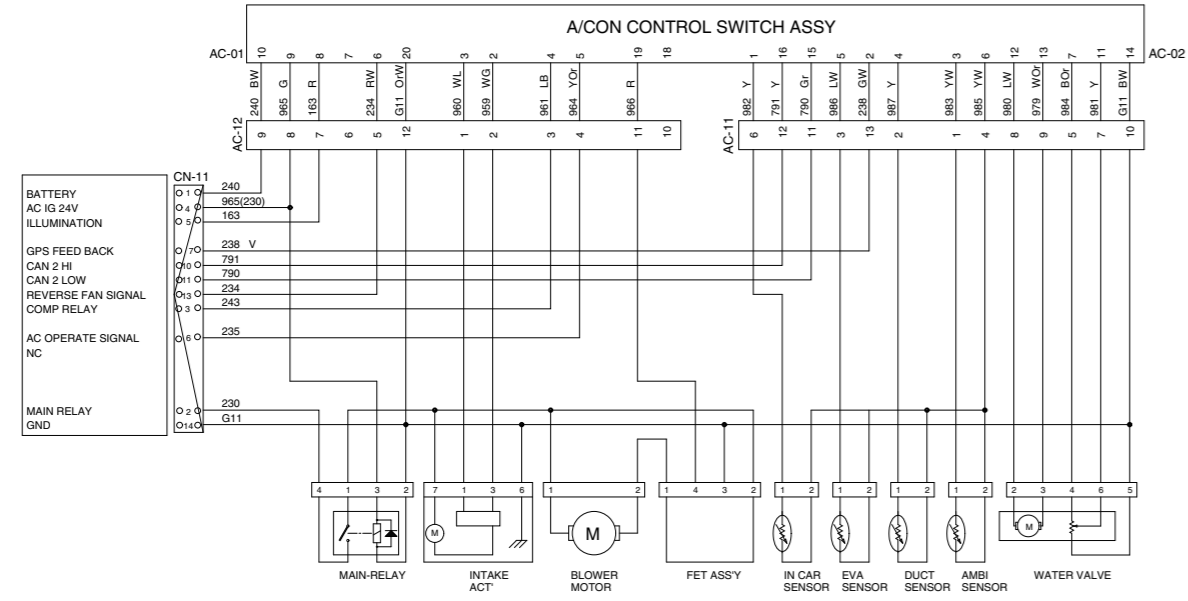 A/CON CONTROL SWITCH ASSY
AC-01 10 9 8 7 6 20 3 2 4 5 19 18 1 16 15 5 2 4 3 6 12 13 7 11 14 AC-02
240 BW
965 G
163 R
234 RW
G11 OrW
960 WL
959 WG
961 LB
964 YOr
966 R
982 Y
791 Y
790 Gr
986 LW
238 GW
987 Y
983 YW
985 YW
980 LW
979 WOr
984 BOr
981 Y
G11 BW
AC-12 9 8 7 6 5 12 1 2 3 4 11 10
AC-11 6 12 11 3 13 2 1 4 8 9 5 7 10
CN-11
BATTERY 1 240
AC IG 24V 4 965(230)
ILLUMINATION 5 163
GPS FEED BACK 7 238 V
CAN 2 HI 10 791
CAN 2 LOW 11 790
REVERSE FAN SIGNAL 13 234
COMP RELAY 3 243
AC OPERATE SIGNAL 6 235
NC
MAIN RELAY 2 230
GND 14 G11
4 1 3 2 7 1 3 6 1 2 1 4 3 2 1 2 1 2 1 2 1 2 2 3 4 6 5
M M M
MAIN-RELAY
INTAKE
ACT'
BLOWER
MOTOR
FET ASS'Y
IN CAR
SENSOR
EVA
SENSOR
DUCT
SENSOR
AMBI
SENSOR
WATER VALVE